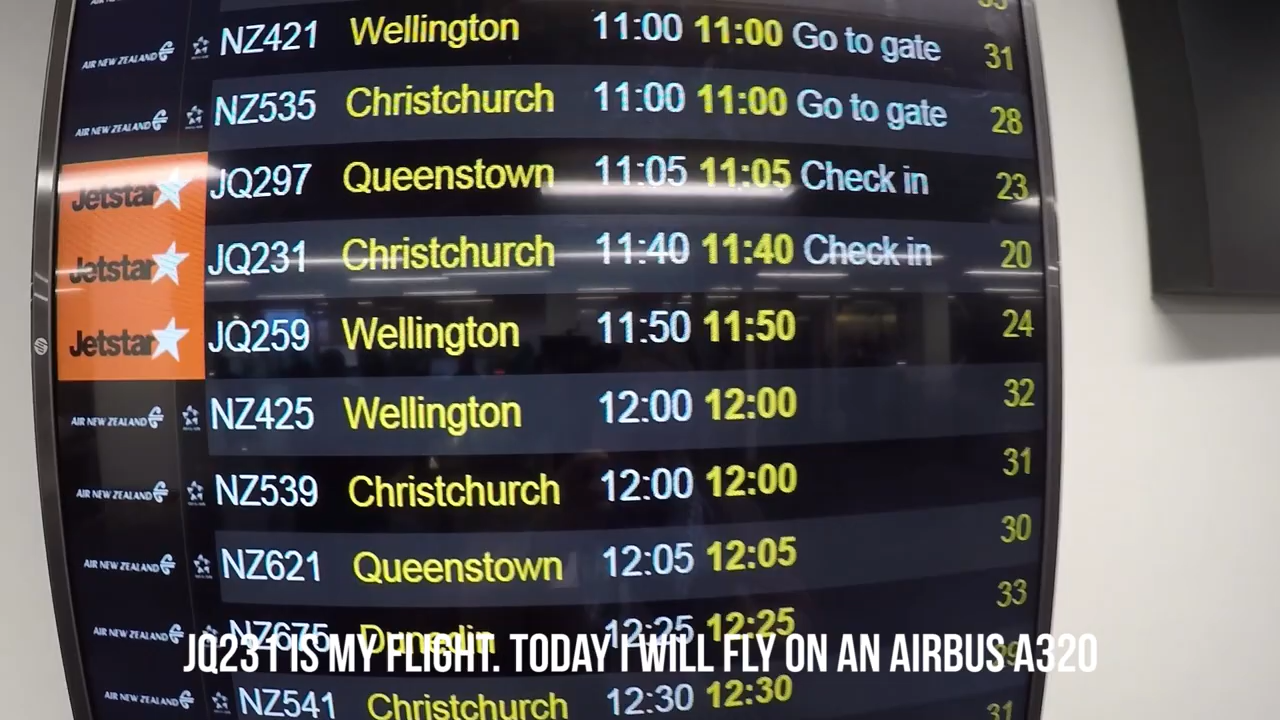 AIR NEW ZEALAND NZ421 Wellington 11:00 11:00 Go to gate 31
AIR NEW ZEALAND NZ535 Christchurch 11:00 11:00 Go to gate 28
Jetstar JQ297 Queenstown 11:05 11:05 Check in 23
Jetstar JQ231 Christchurch 11:40 11:40 Check in 20
Jetstar JQ259 Wellington 11:50 11:50 24
AIR NEW ZEALAND NZ425 Wellington 12:00 12:00 32
AIR NEW ZEALAND NZ539 Christchurch 12:00 12:00 31
AIR NEW ZEALAND NZ621 Queenstown 12:05 12:05 30
AIR NEW ZEALAND NZ675 Dunedin 12:25 12:25 33
JQ231 IS MY FLIGHT. TODAY I WILL FLY ON AN AIRBUS A320
AIR NEW ZEALAND NZ541 Christchurch 12:30 12:30
31